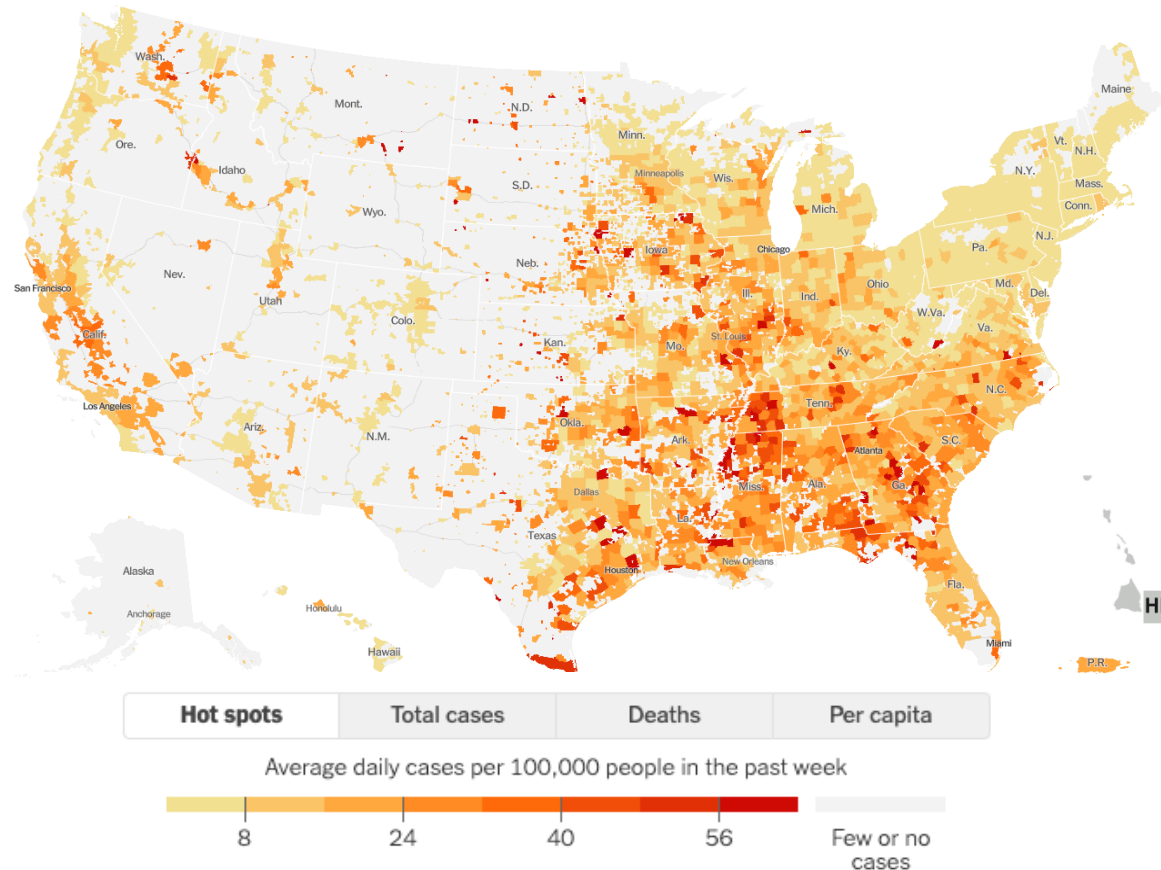 Wash.
Mont.
N.D.
Maine
Minn.
Ore.
Vt.
N.H.
Idaho
Minneapolis
Wis.
N.Y.
S.D.
Mass.
Wyo.
Mich.
Conn.
Iowa
Chicago
N.J.
Pa.
Neb.
Nev.
San Francisco
Ill.
Ind.
Ohio
Md.
Del.
Utah
Colo.
W.Va.
Va.
Calif.
Kan.
Mo.
St. Louis
Ky.
Los Angeles
Tenn.
N.C.
Ariz.
N.M.
Okla.
Ark.
Atlanta
S.C.
Dallas
Miss.
Ala.
Ga.
La.
Texas
Alaska
Houston
New Orleans
Fla.
Anchorage
Honolulu
H
Hawaii
Miami
P.R.
Hot spots
Total cases
Deaths
Per capita
Average daily cases per 100,000 people in the past week
8
24
40
56
Few or no
cases